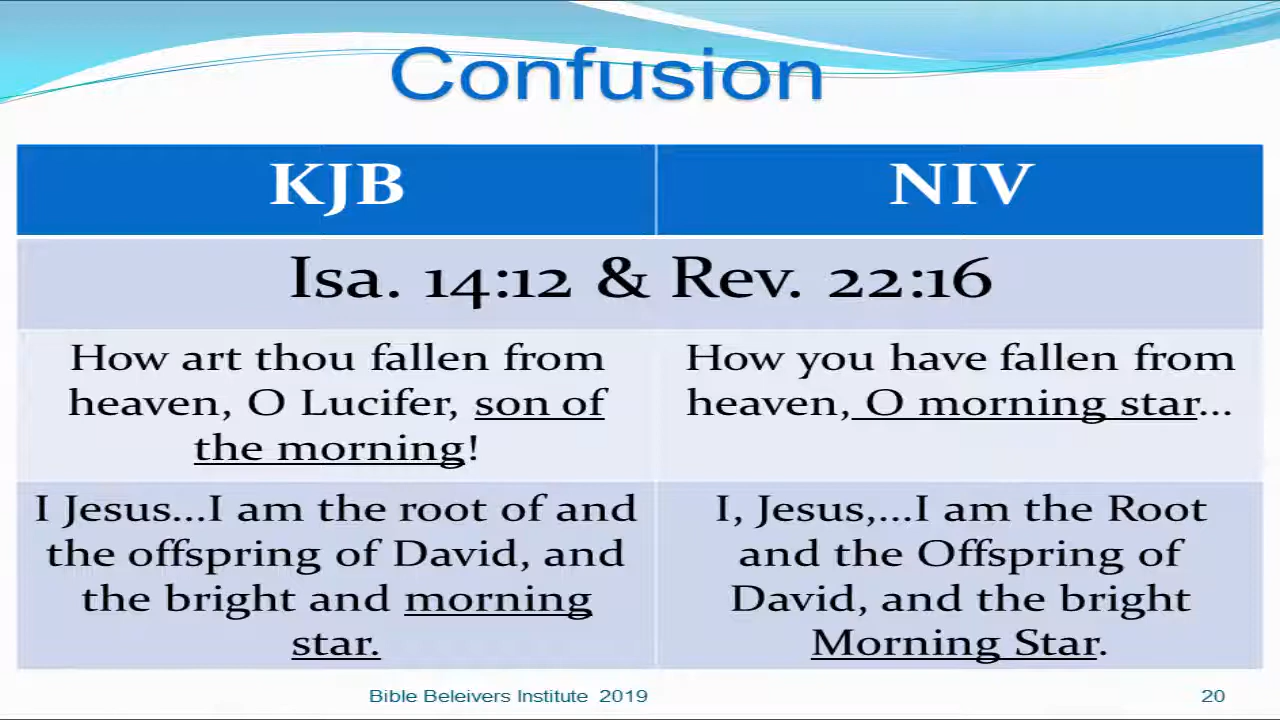 Confusion
KJB
NIV
Isa. 14:12 & Rev. 22:16
How art thou fallen from
heaven, O Lucifer, son of
the morning!
How you have fallen from
heaven, O morning star...
I Jesus...I am the root of and
the offspring of David, and
the bright and morning
star.
I, Jesus,...I am the Root
and the Offspring of
David, and the bright
Morning Star.
Bible Beleivers Institute 2019
20